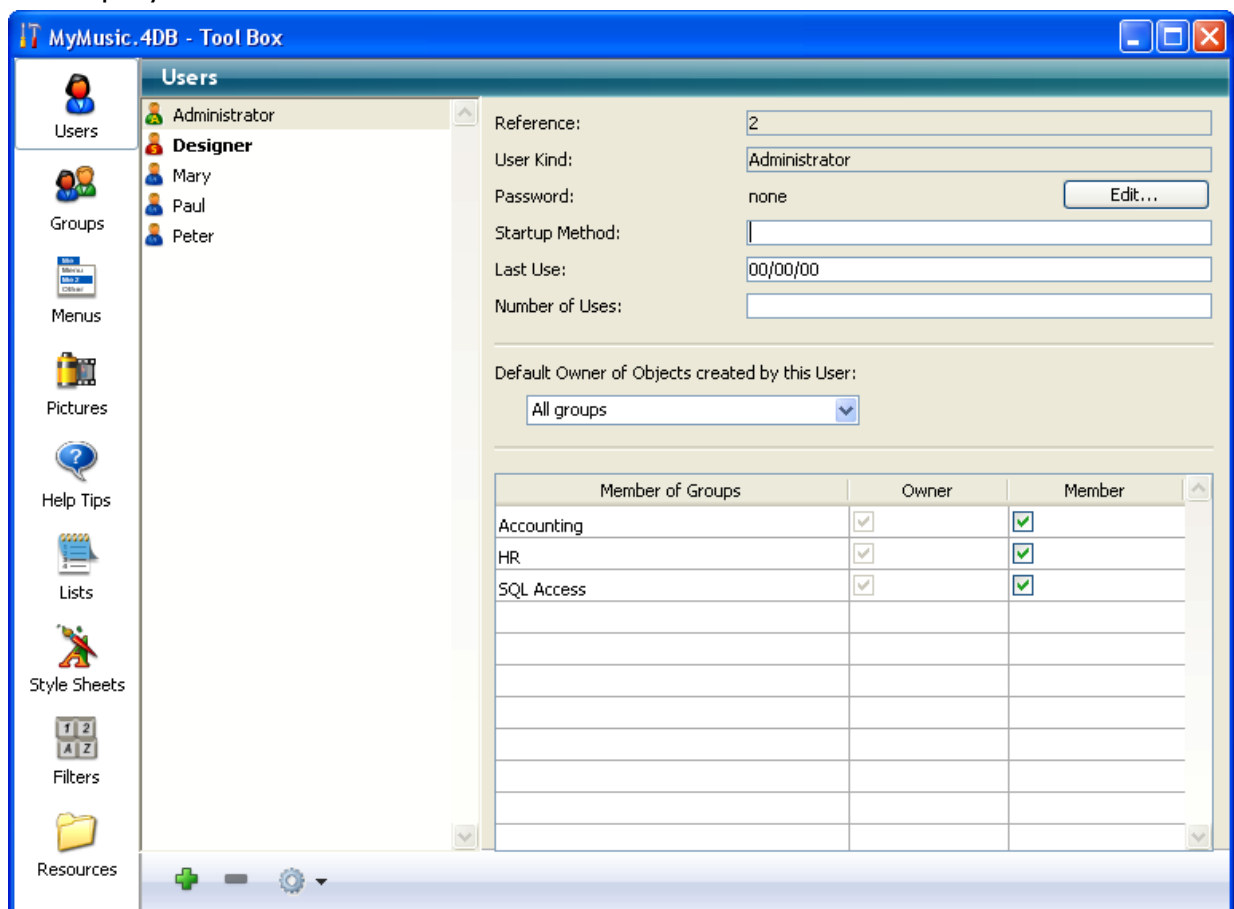 MyMusic.4DB - Tool Box
Users
Users
Groups
Menus
Pictures
Help Tips
Lists
Style Sheets
1 2
A Z
Filters
Resources
Administrator
Designer
Mary
Paul
Peter
Reference: 2
User Kind: Administrator
Password: none Edit...
Startup Method:
Last Use: 00/00/00
Number of Uses:
Default Owner of Objects created by this User:
All groups
Member of Groups Owner Member
Accounting
HR
SQL Access